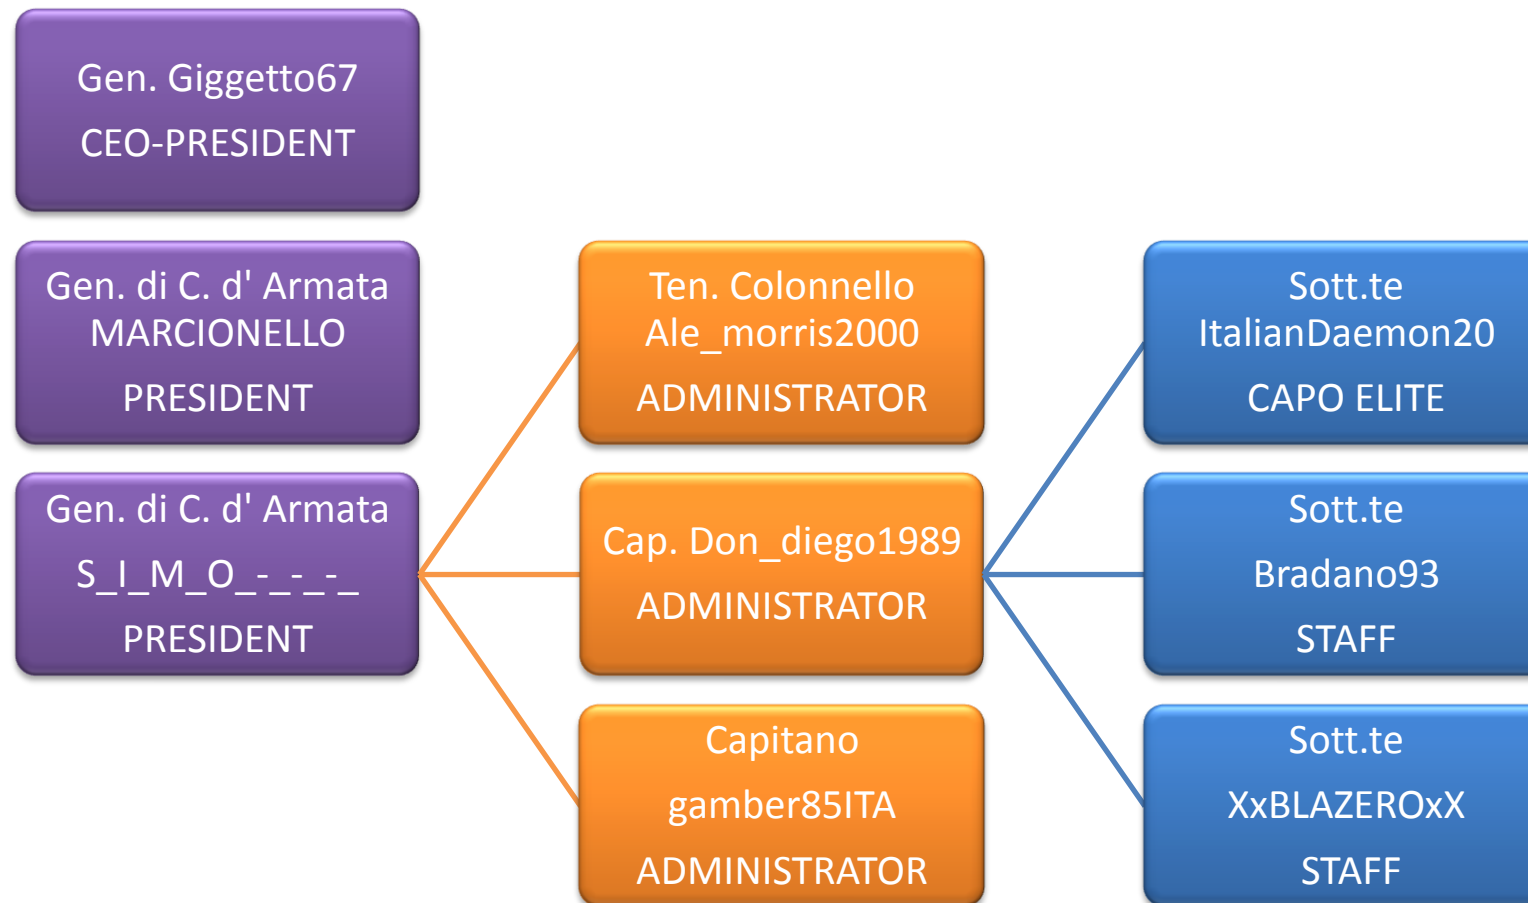 Gen. Giggetto67
CEO-PRESIDENT
Gen. di C. d' Armata
MARCIONELLO
PRESIDENT
Gen. di C. d' Armata
S_I_M_O_-_-_-_
PRESIDENT
Ten. Colonnello
Ale_morris2000
ADMINISTRATOR
Cap. Don_diego1989
ADMINISTRATOR
Capitano
gamber85ITA
ADMINISTRATOR
Sott.te
ItalianDaemon20
CAPO ELITE
Sott.te
Bradano93
STAFF
Sott.te
XxBLAZEROxX
STAFF